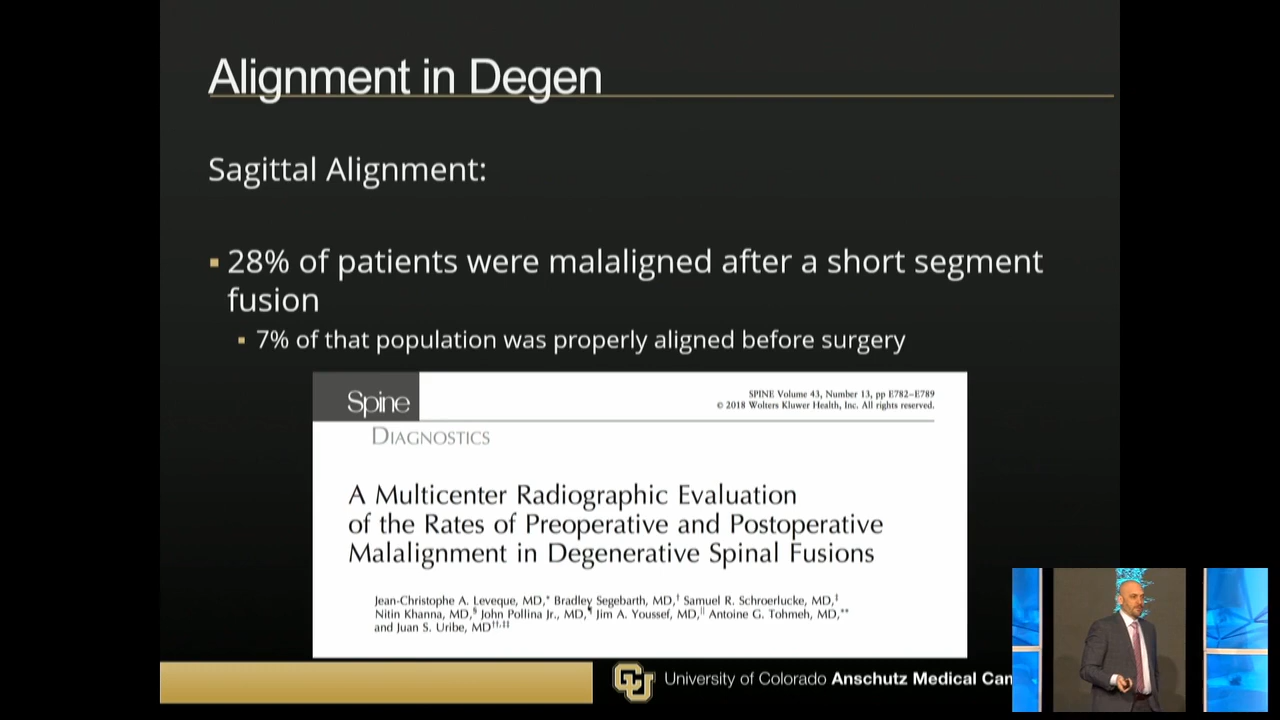 Alignment in Degen
Sagittal Alignment:
28% of patients were malaligned after a short segment
fusion
7% of that population was properly aligned before surgery
Spine
SPINE Volume 43, Number 13, pp E782–E789
© 2018 Wolters Kluwer Health, Inc. All rights reserved.
DIAGNOSTICS
A Multicenter Radiographic Evaluation
of the Rates of Preoperative and Postoperative
Malalignment in Degenerative Spinal Fusions
Jean-Christophe A. Leveque, MD,* Bradley Segebarth, MD,† Samuel R. Schroerlucke, MD,‡
Nitin Khanna, MD,§ John Pollina Jr., MD,¶ Jim A. Youssef, MD,|| Antoine G. Tohmeh, MD,**
and Juan S. Uribe, MD††,‡‡
CU University of Colorado Anschutz Medical Cam